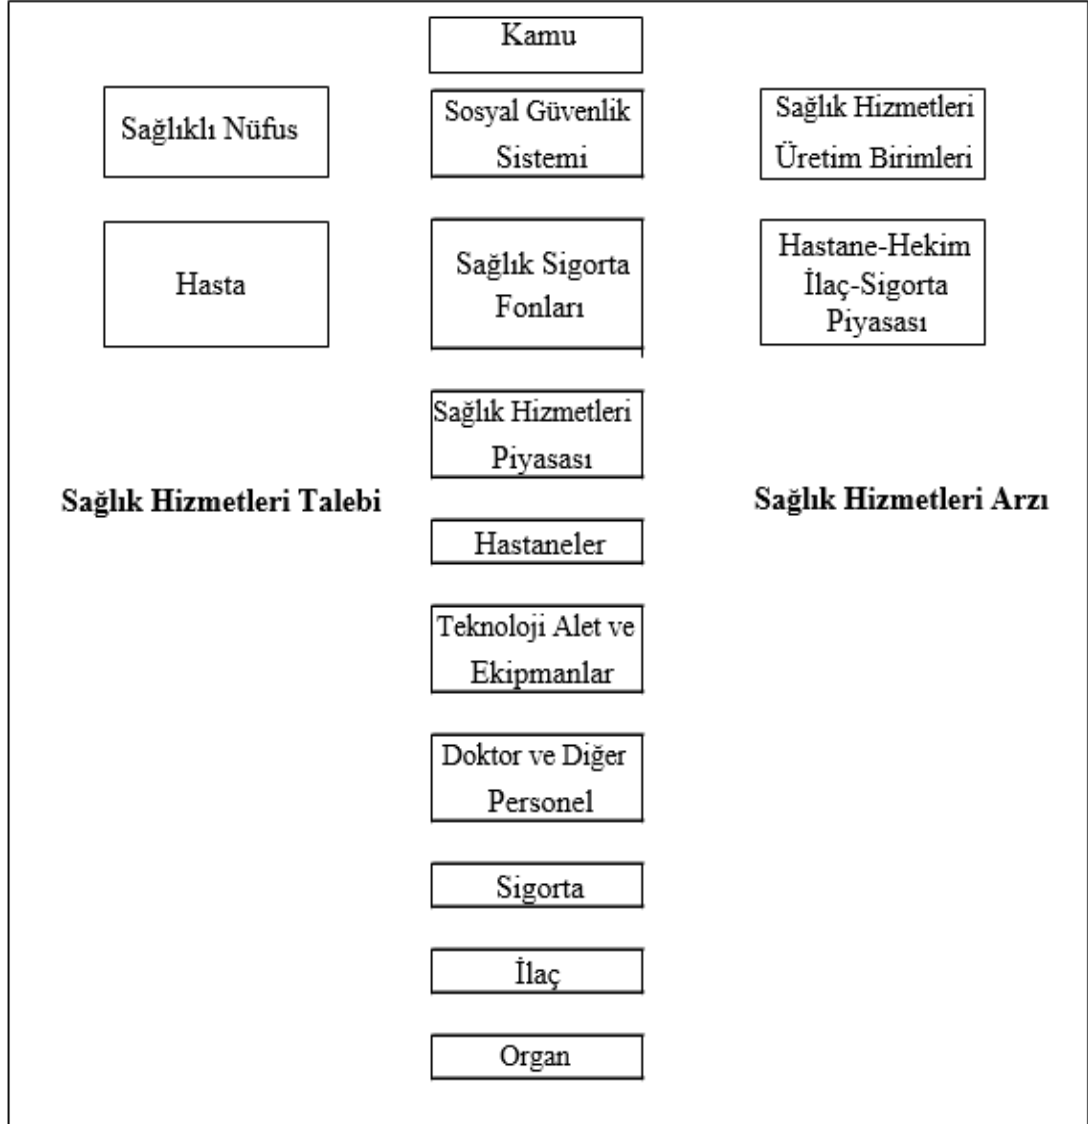 Kamu
Sağlıklı Nüfus
Sosyal Güvenlik
Sistemi
Sağlık Hizmetleri
Üretim Birimleri
Hasta
Sağlık Sigorta
Fonları
Hastane-Hekim
İlaç-Sigorta
Piyasası
Sağlık Hizmetleri
Piyasası
Sağlık Hizmetleri Talebi
Sağlık Hizmetleri Arzı
Hastaneler
Teknoloji Alet ve
Ekipmanlar
Doktor ve Diğer
Personel
Sigorta
İlaç
Organ